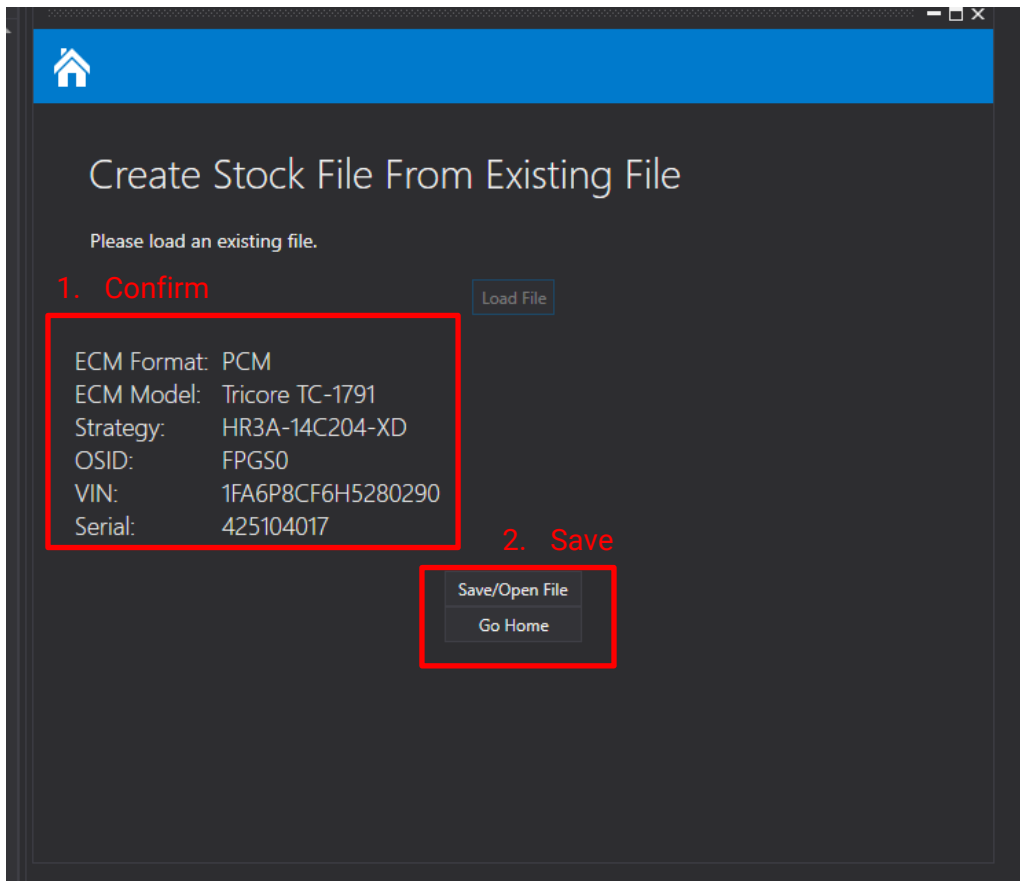 Create Stock File From Existing File
Please load an existing file.
1. Confirm
Load File
ECM Format: PCM
ECM Model: Tricore TC-1791
Strategy: HR3A-14C204-XD
OSID: FPGS0
VIN: 1FA6P8CF6H5280290
Serial: 425104017
2. Save
Save/Open File
Go Home